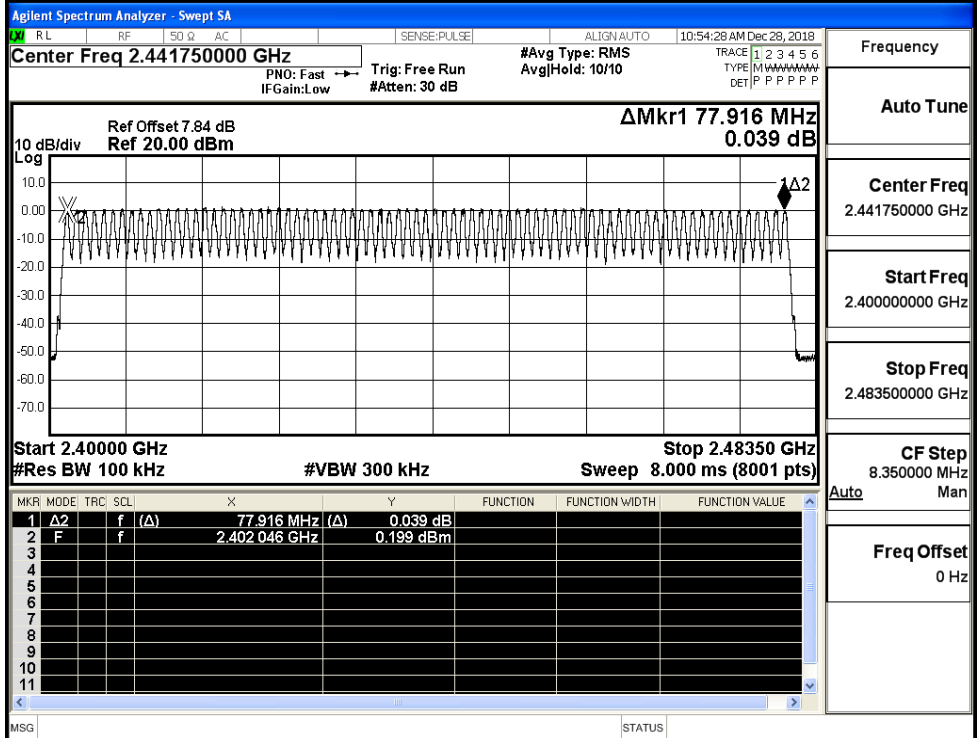 Agilent Spectrum Analyzer - Swept SA
LXI RL RF 50 Ω AC SENSE:PULSE ALIGN AUTO 10:54:28 AM Dec 28, 2018
Center Freq 2.441750000 GHz
PNO: Fast
IFGain:Low
Trig: Free Run
#Atten: 30 dB
#Avg Type: RMS
Avg|Hold: 10/10
TRACE 1 2 3 4 5 6
TYPE M WWWWW
DET P P P P P P
Frequency
Auto Tune
Center Freq
2.441750000 GHz
Start Freq
2.400000000 GHz
Stop Freq
2.483500000 GHz
CF Step
8.350000 MHz
Auto Man
Freq Offset
0 Hz
ΔMkr1 77.916 MHz
0.039 dB
Ref Offset 7.84 dB
10 dB/div Ref 20.00 dBm
Log
10.0
0.00
-10.0
-20.0
-30.0
-40.0
-50.0
-60.0
-70.0
X2
1Δ2
Start 2.40000 GHz Stop 2.48350 GHz
#Res BW 100 kHz #VBW 300 kHz Sweep 8.000 ms (8001 pts)
MKR MODE TRC SCL X Y FUNCTION FUNCTION WIDTH FUNCTION VALUE
1 Δ2 f (Δ) 77.916 MHz (Δ) 0.039 dB
2 F f 2.402 046 GHz 0.199 dBm
3
4
5
6
7
8
9
10
11
MSG STATUS